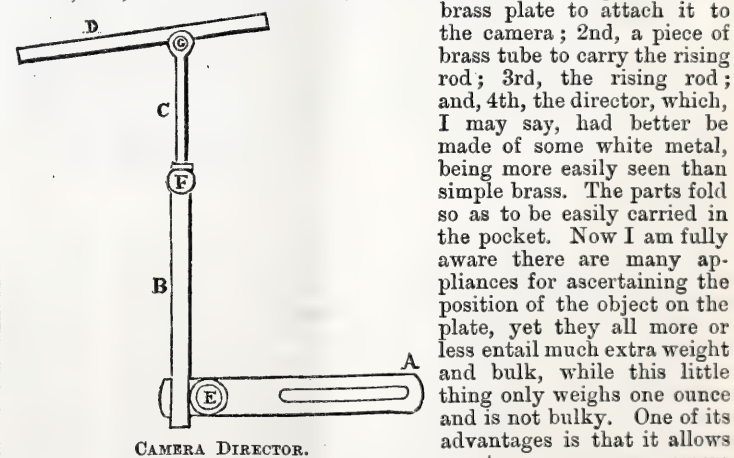 D
G
C
F
B
A
E
CAMERA DIRECTOR.
brass plate to attach it to
the camera; 2nd, a piece of
brass tube to carry the rising
rod; 3rd, the rising rod;
and, 4th, the director, which,
I may say, had better be
made of some white metal,
being more easily seen than
simple brass. The parts fold
so as to be easily carried in
the pocket. Now I am fully
aware there are many ap-
pliances for ascertaining the
position of the object on the
plate, yet they all more or
less entail much extra weight
and bulk, while this little
thing only weighs one ounce
and is not bulky. One of its
advantages is that it allows